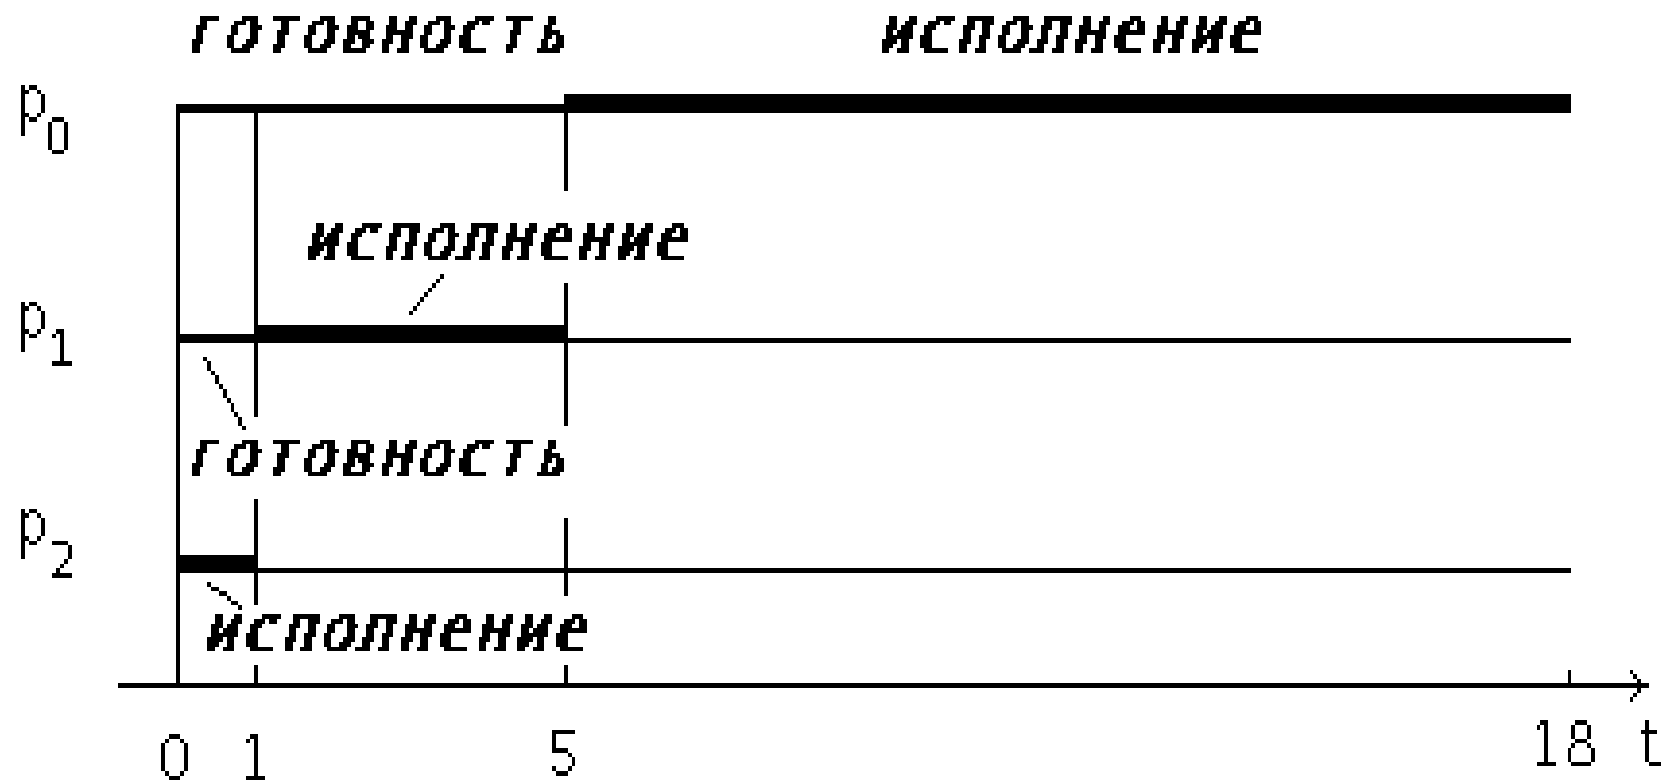 готовность исполнение
p0
исполнение
p1
готовность
p2
исполнение
0 1 5 18 t